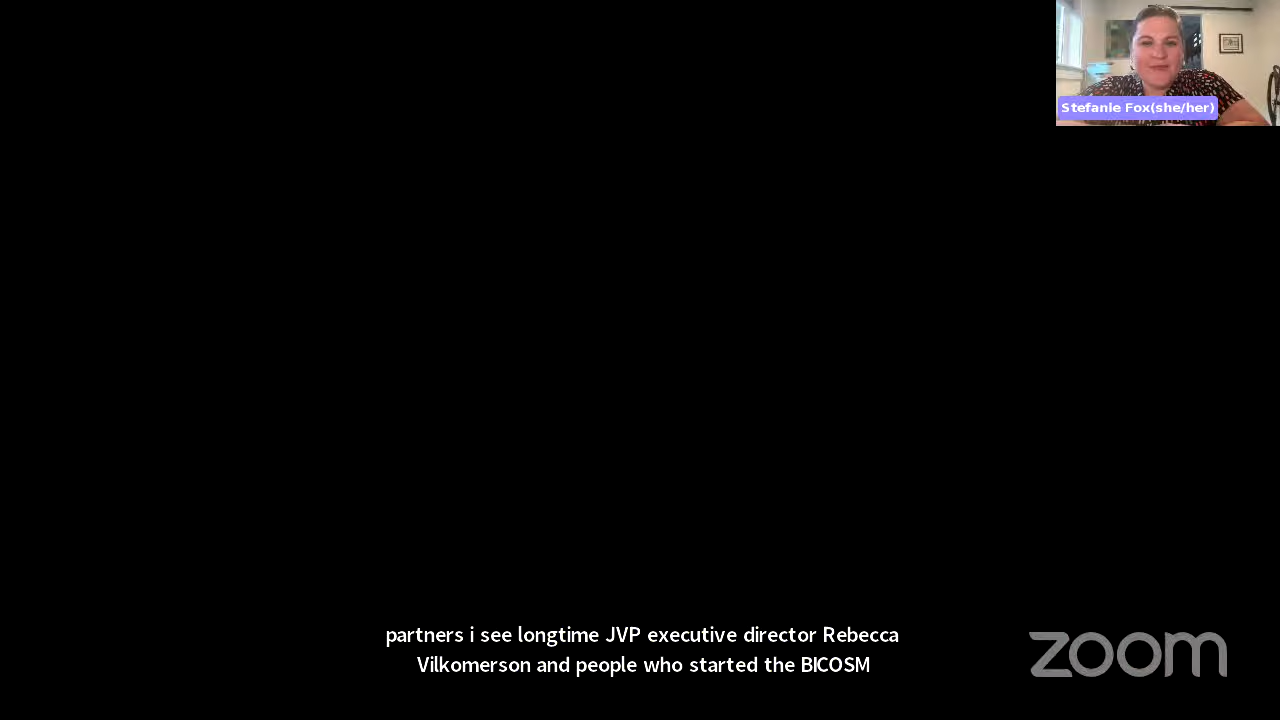 Stefanie Fox(she/her)
partners i see longtime JVP executive director Rebecca
Vilkomerson and people who started the BICOSM
zoom